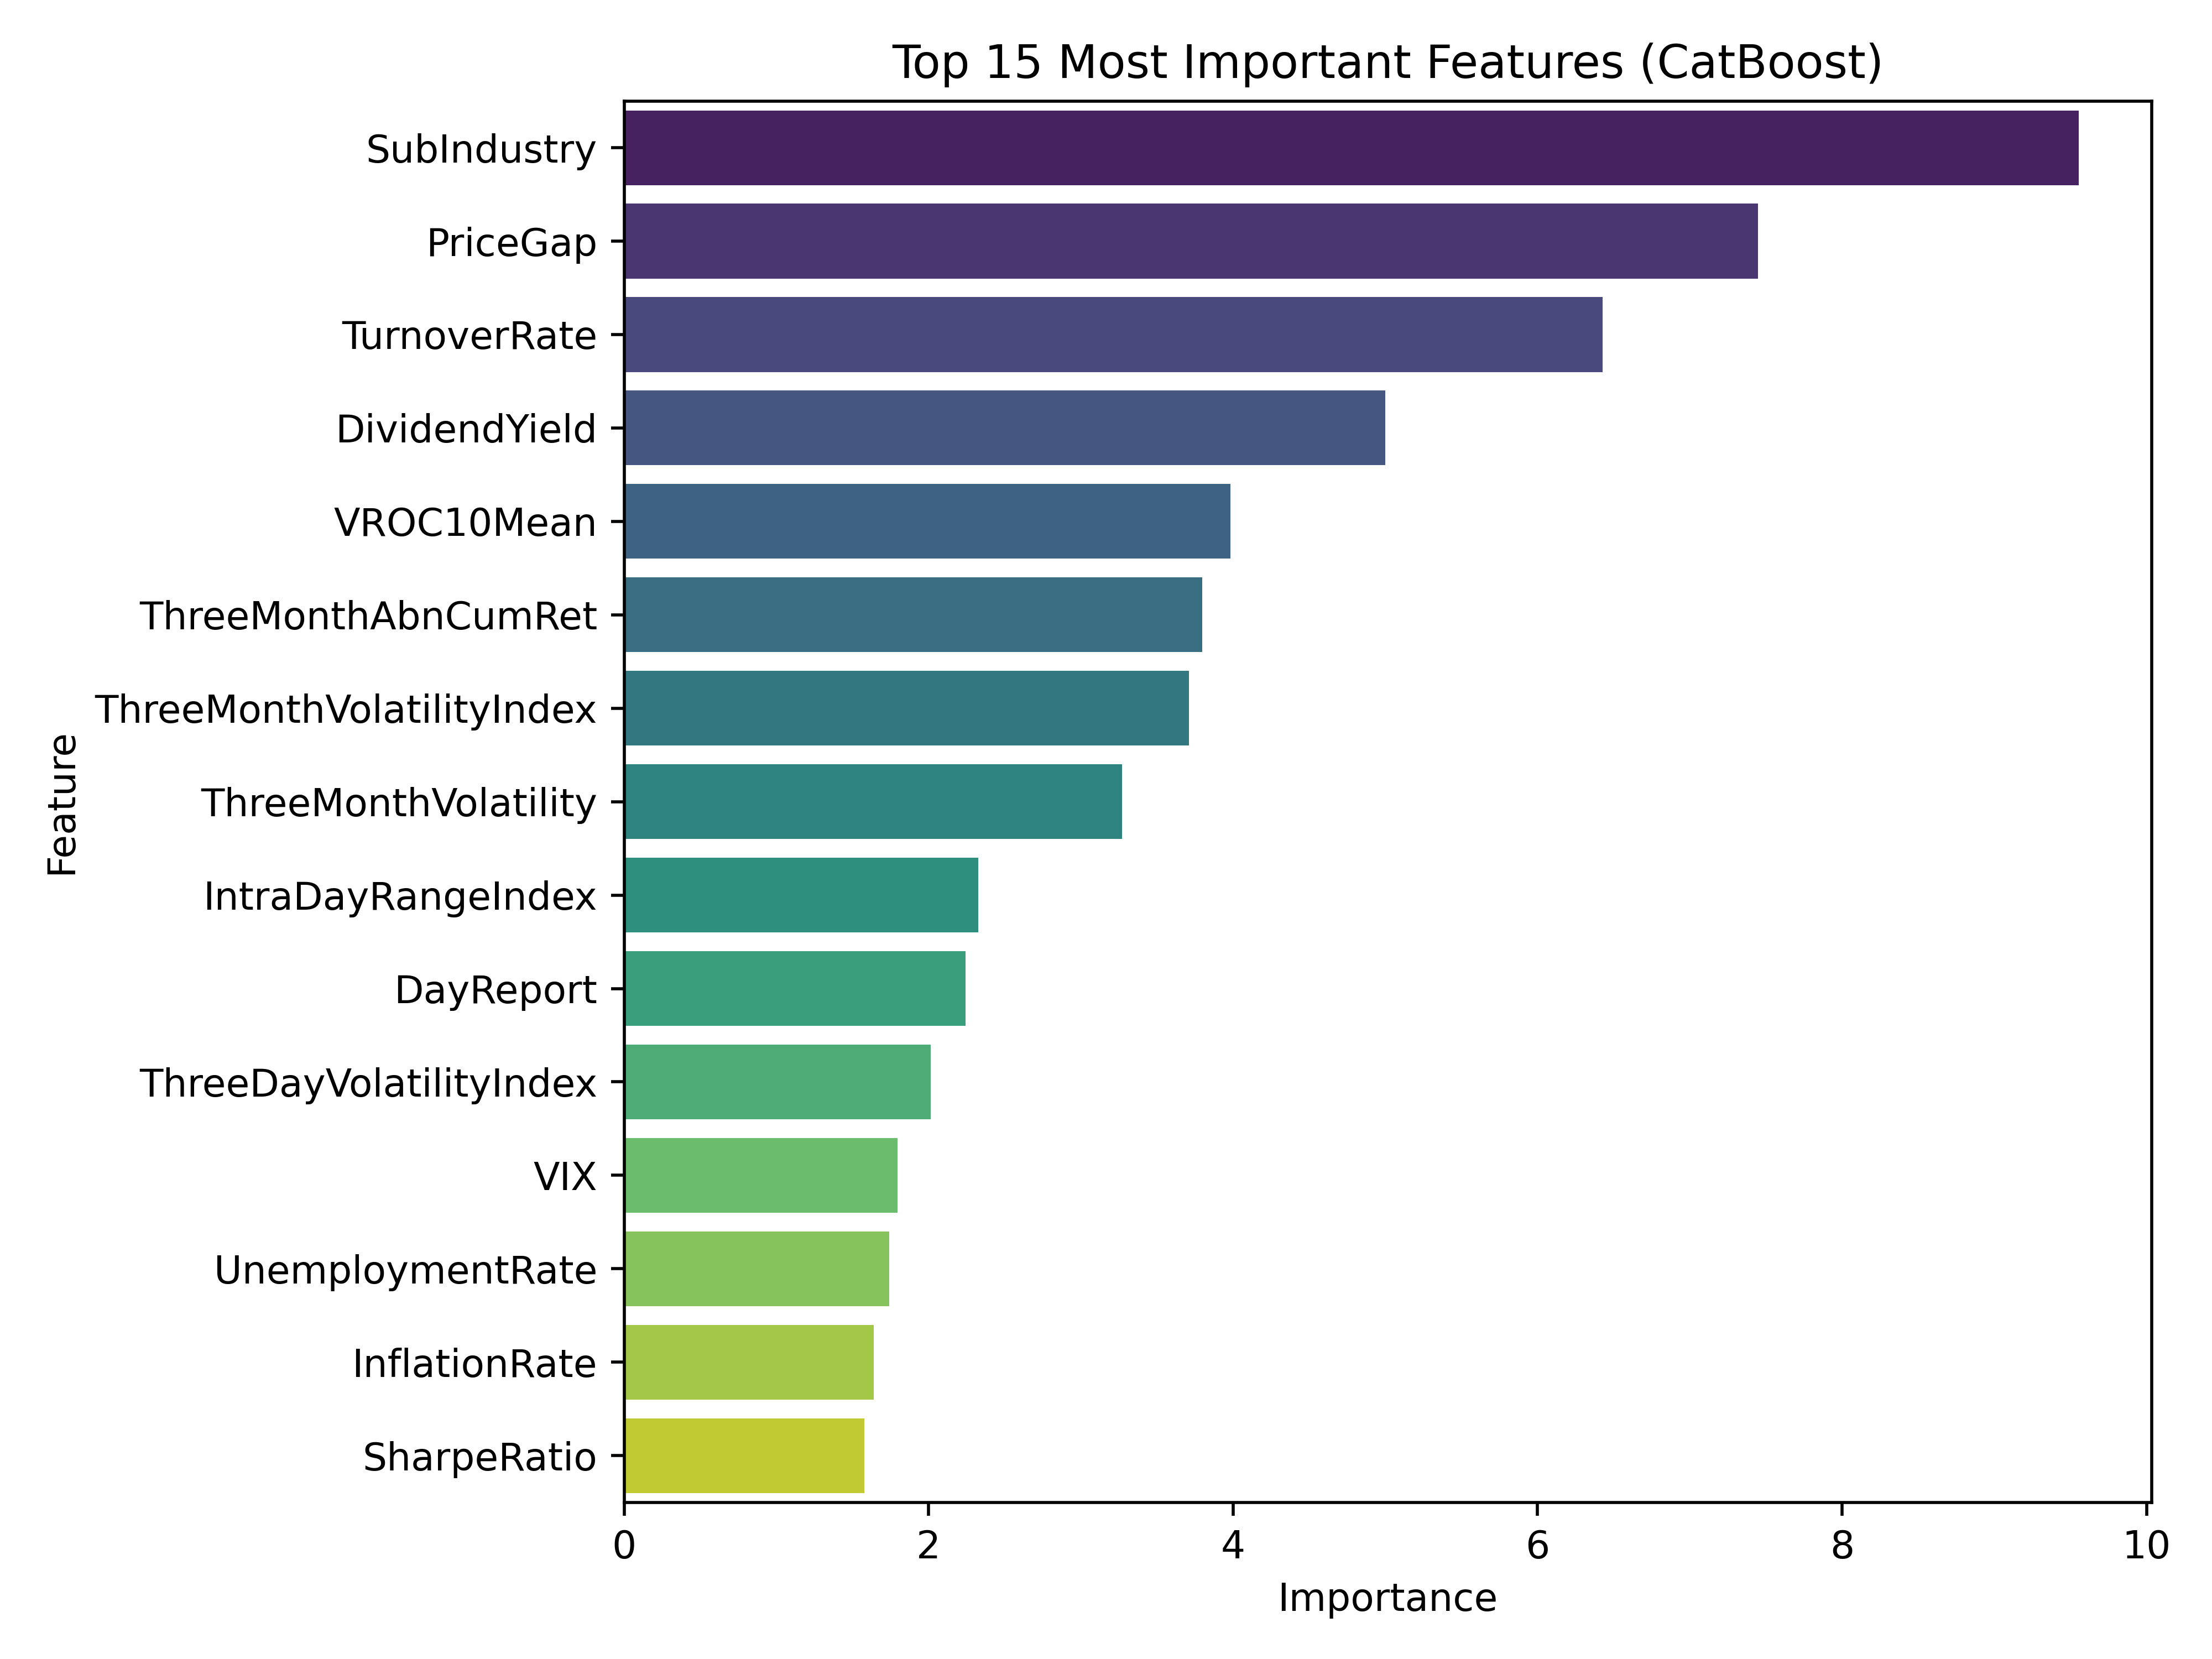 Top 15 Most Important Features (CatBoost)
SubIndustry
PriceGap
TurnoverRate
DividendYield
VROC10Mean
ThreeMonthAbnCumRet
ThreeMonthVolatilityIndex
ThreeMonthVolatility
IntraDayRangeIndex
DayReport
ThreeDayVolatilityIndex
VIX
UnemploymentRate
InflationRate
SharpeRatio
Feature
0 2 4 6 8 10
Importance